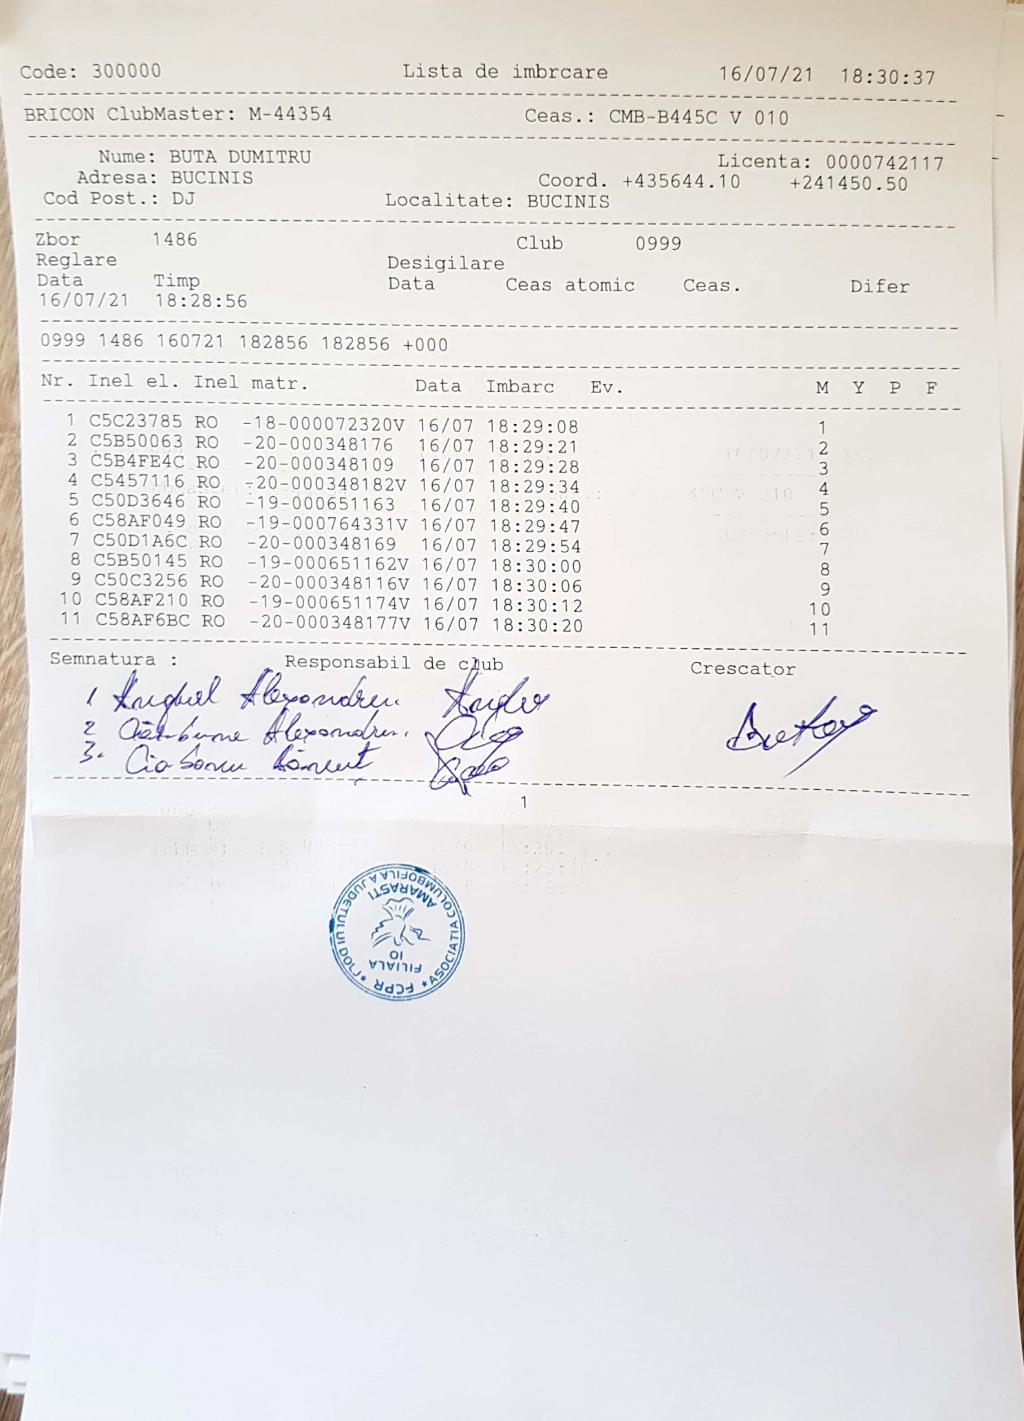 Code: 300000 Lista de imbrcare 16/07/21 18:30:37
BRICON ClubMaster: M-44354 Ceas.: CMB-B445C V 010
Nume: BUTA DUMITRU Licenta: 0000742117
Adresa: BUCINIS Coord. +435644.10 +241450.50
Cod Post.: DJ Localitate: BUCINIS
Zbor 1486 Club 0999
Reglare Desigilare
Data Timp Data Ceas atomic Ceas. Difer
16/07/21 18:28:56
0999 1486 160721 182856 182856 +000
Nr. Inel el. Inel matr. Data Imbarc Ev. M Y P F
1 C5C23785 RO -18-000072320V 16/07 18:29:08 1
2 C5B50063 RO -20-000348176 16/07 18:29:21 2
3 C5B4FE4C RO -20-000348109 16/07 18:29:28 3
4 C5457116 RO -20-000348182V 16/07 18:29:34 4
5 C50D3646 RO -19-000651163 16/07 18:29:40 5
6 C58AF049 RO -19-000764331V 16/07 18:29:47 6
7 C50D1A6C RO -20-000348169 16/07 18:29:54 7
8 C5B50145 RO -19-000651162V 16/07 18:30:00 8
9 C50C3256 RO -20-000348116V 16/07 18:30:06 9
10 C58AF210 RO -19-000651174V 16/07 18:30:12 10
11 C58AF6BC RO -20-000348177V 16/07 18:30:20 11
Semnatura : Responsabil de club Crescator
1 Alexandru
2 Alexandru
3.
1
ASOCIATIA COLUMBOFILA A JUDETULUI DOLJ * FCPR *
AMARASTI
FILIALA
10